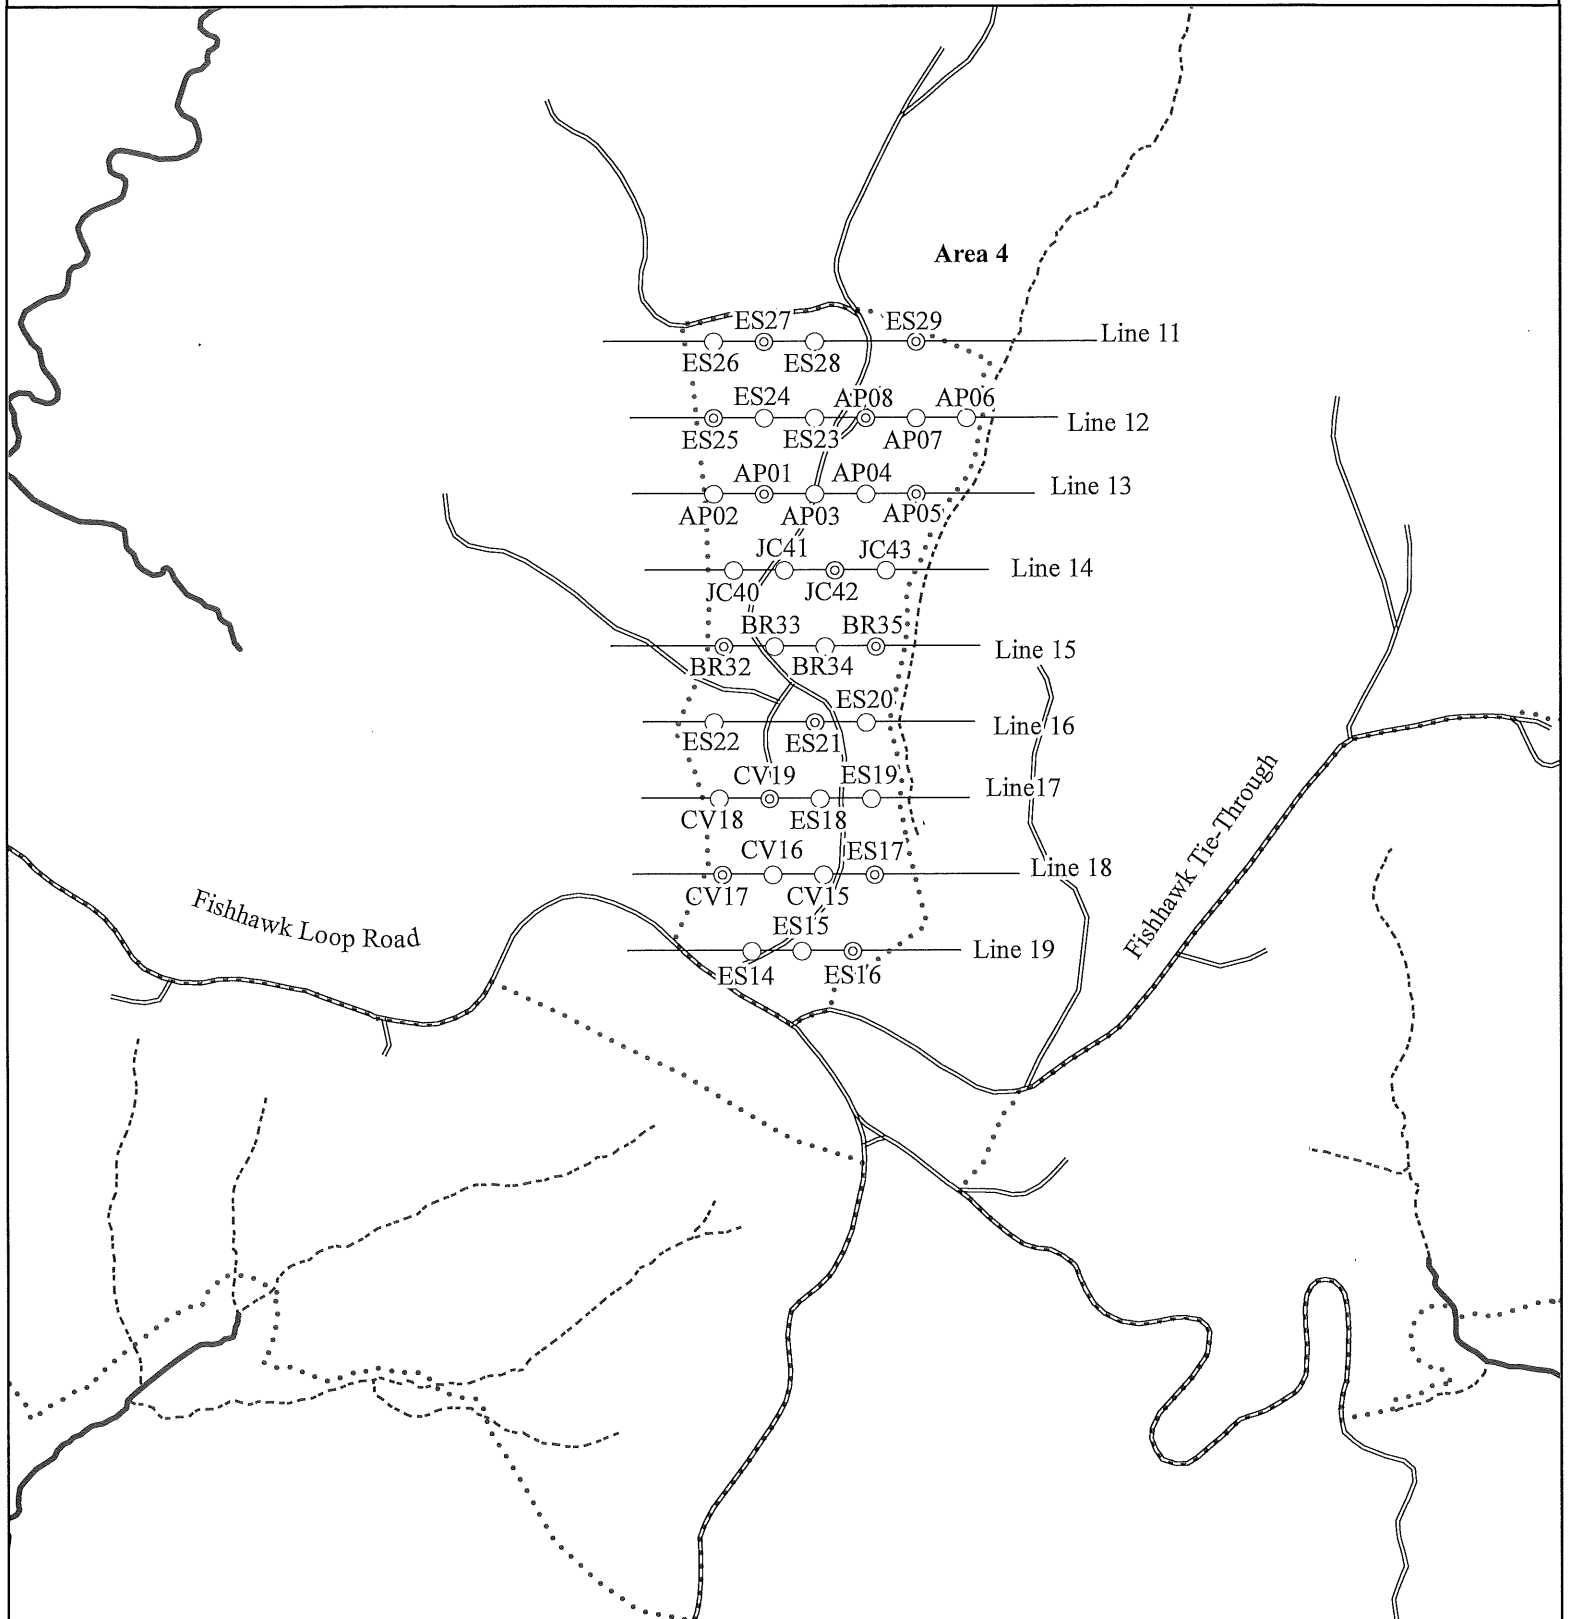 Area 4
ES27 ES29
Line 11
ES26 ES28
ES24 AP08 AP06
Line 12
ES25 ES23 AP07
AP01 AP04
Line 13
AP02 AP03 AP05
JC41 JC43
Line 14
JC40 JC42
BR33 BR35
Line 15
BR32 BR34
ES20
Line 16
ES22 ES21
CV19 ES19
Line17
CV18 ES18
CV16 ES17
Line 18
CV17 CV15
ES15
Line 19
ES14 ES16
Fishhawk Loop Road
Fishhawk Tie-Through